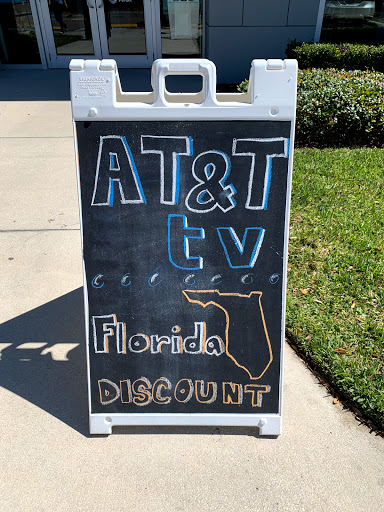 AT&T
tv
Florida
DISCOUNT